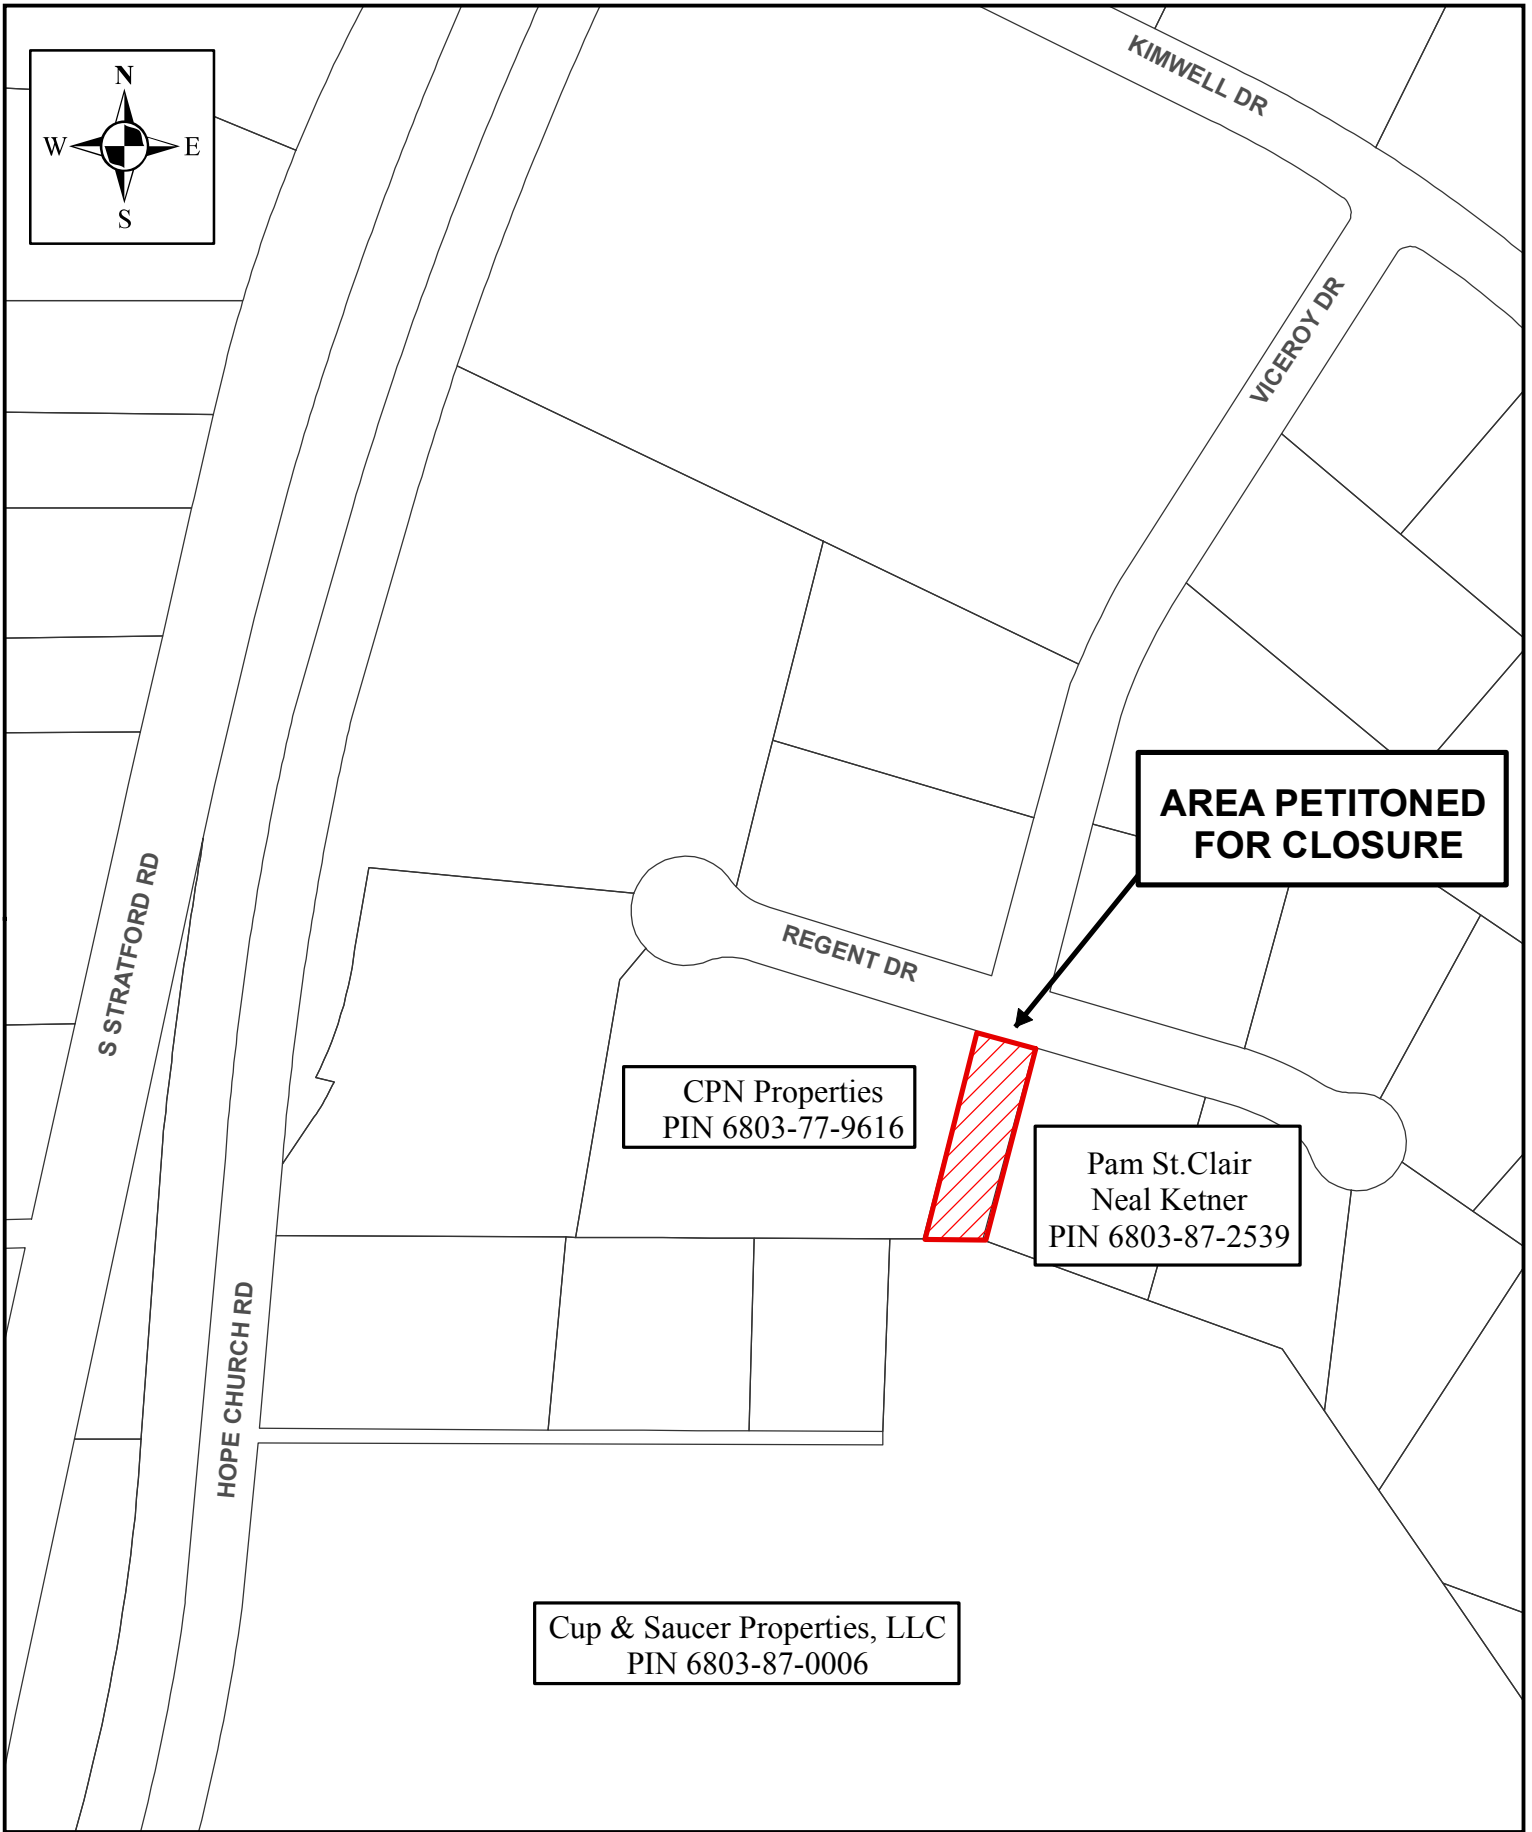 N
W E
S
KIMWELL DR
VICEROY DR
AREA PETITONED
FOR CLOSURE
S STRATFORD RD
REGENT DR
CPN Properties
PIN 6803-77-9616
Pam St.Clair
Neal Ketner
PIN 6803-87-2539
HOPE CHURCH RD
Cup & Saucer Properties, LLC
PIN 6803-87-0006